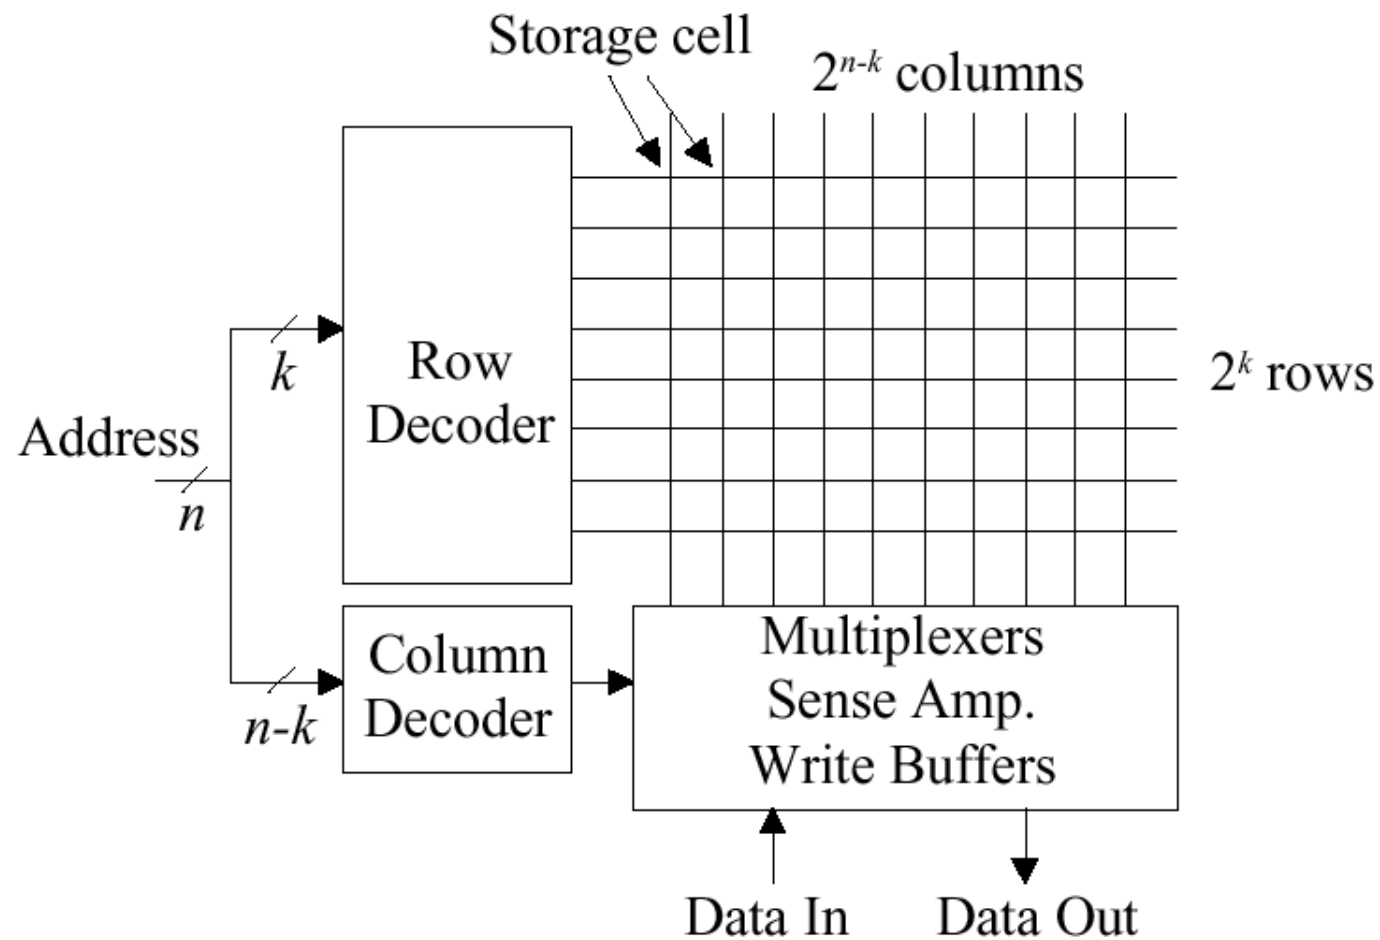 Storage cell
2^{n-k} columns
Row
Decoder
k
2^k rows
Address
n
Column
Decoder
n-k
Multiplexers
Sense Amp.
Write Buffers
Data In
Data Out